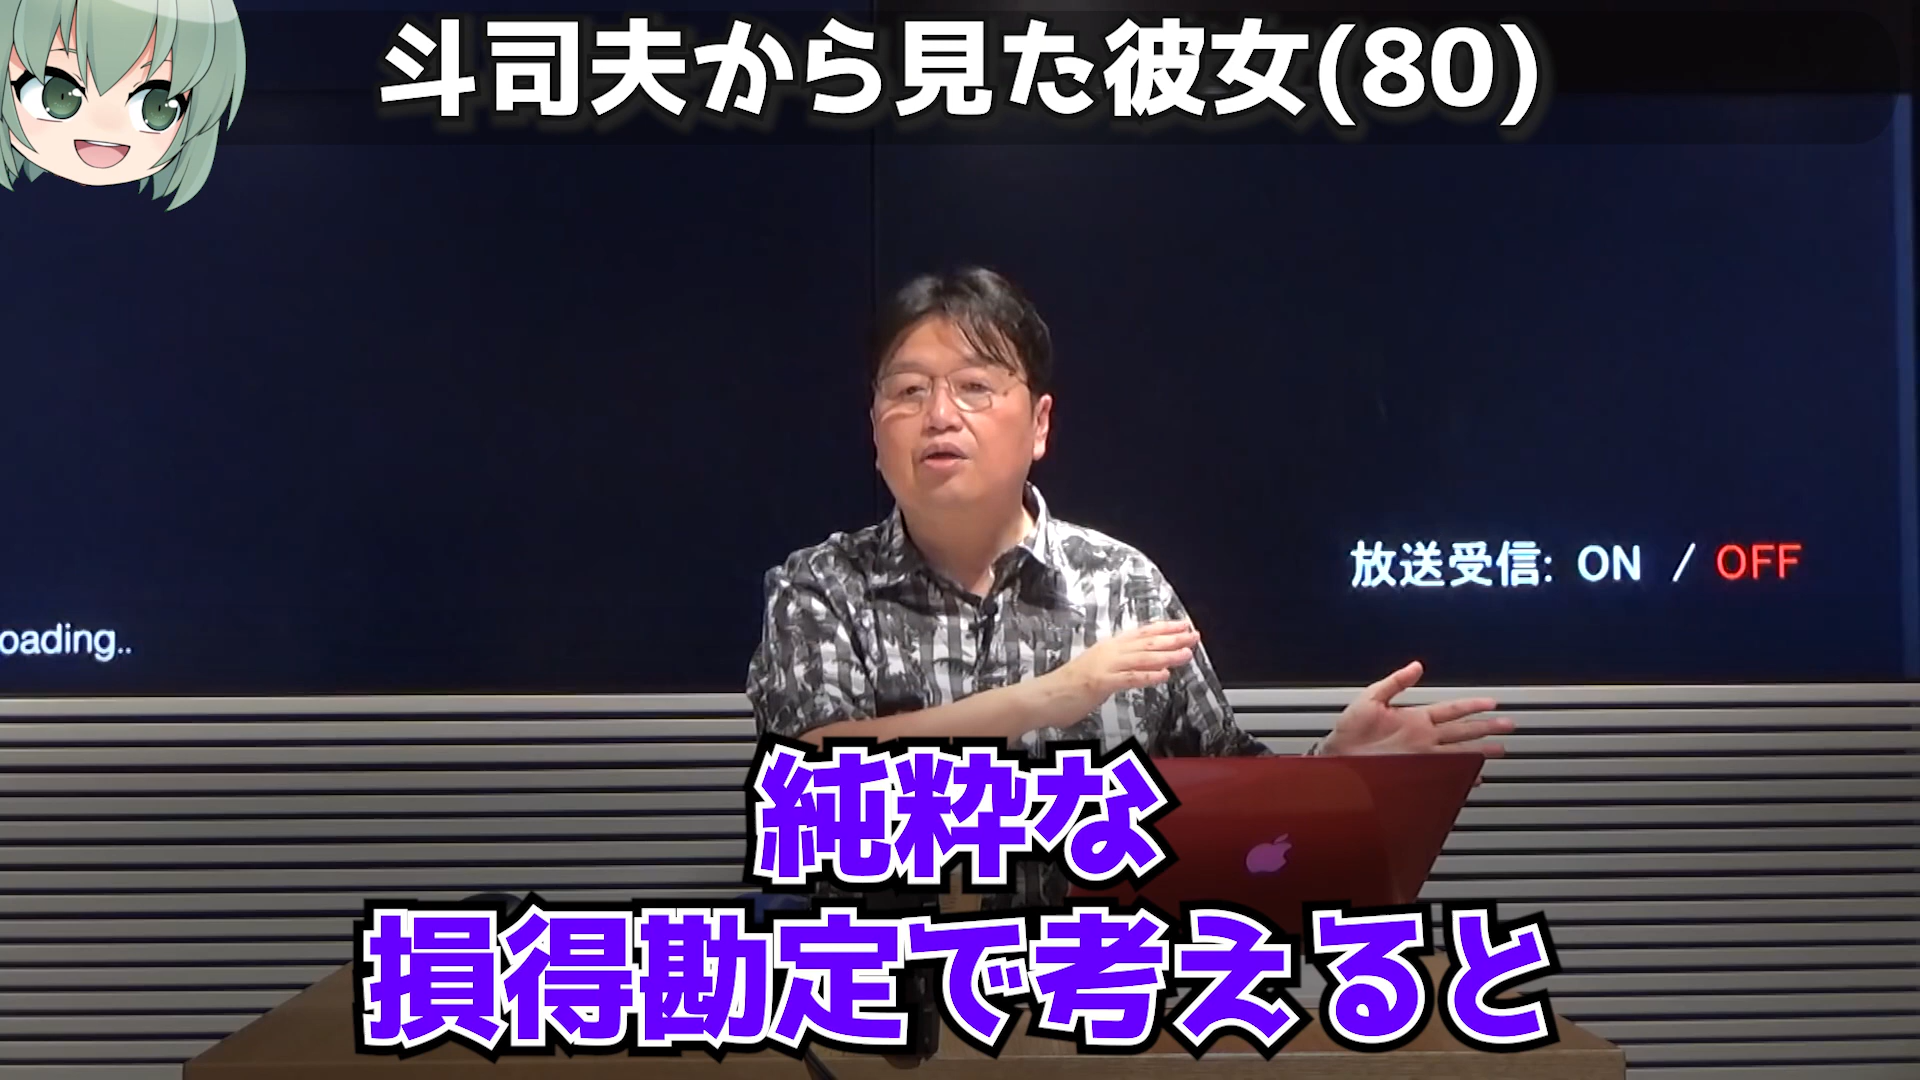 斗司夫から見た彼女(80)
放送受信: ON / OFF
oading..
純粋な
損得勘定で考えると